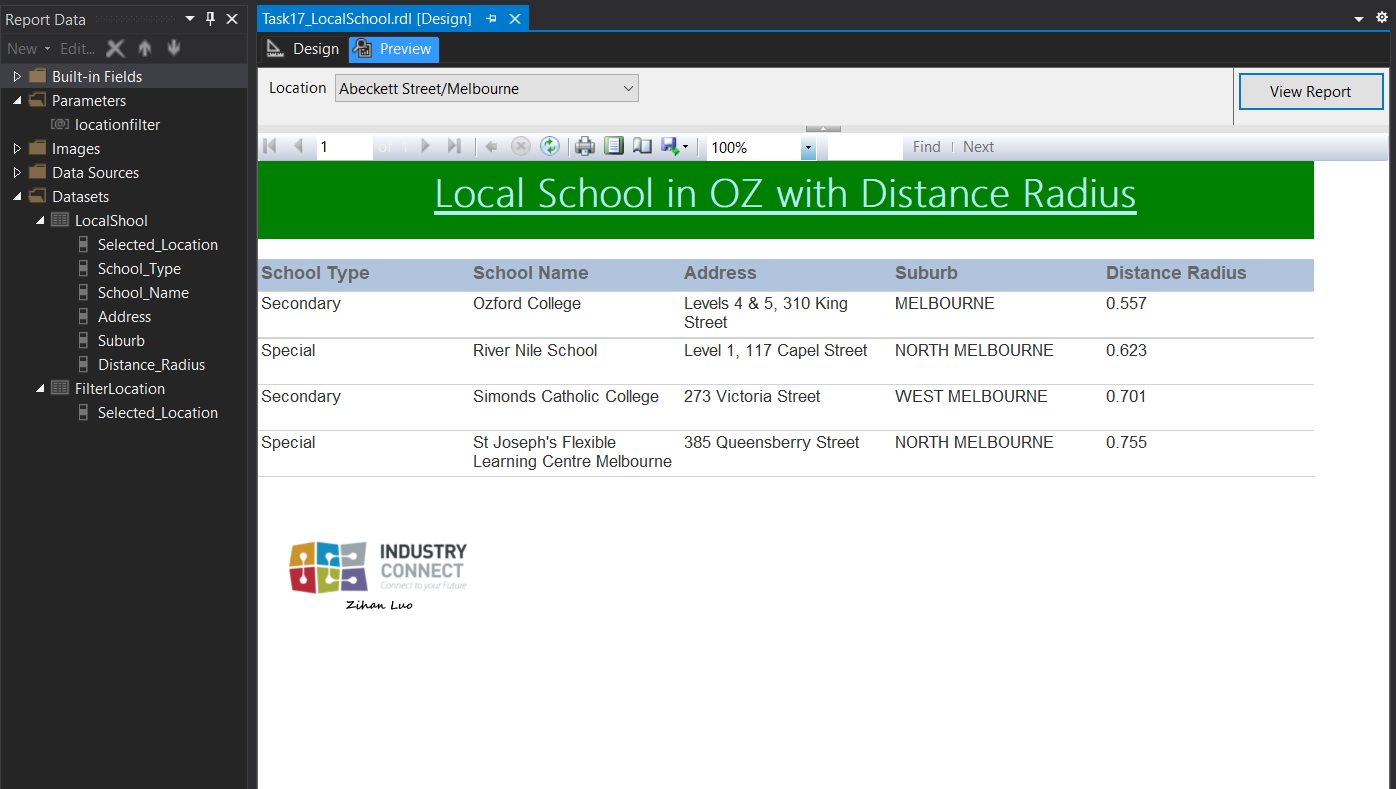 Report Data
Task17_LocalSchool.rdl [Design]
New Edit...
Design Preview
Built-in Fields
Parameters
locationfilter
Images
Data Sources
Datasets
LocalShool
Selected_Location
School_Type
School_Name
Address
Suburb
Distance_Radius
FilterLocation
Selected_Location
Location Abeckett Street/Melbourne View Report
1 of 1 100% Find Next
Local School in OZ with Distance Radius
School Type School Name Address Suburb Distance Radius
Secondary Ozford College Levels 4 & 5, 310 King MELBOURNE 0.557
Street
Special River Nile School Level 1, 117 Capel Street NORTH MELBOURNE 0.623
Secondary Simonds Catholic College 273 Victoria Street WEST MELBOURNE 0.701
Special St Joseph's Flexible 385 Queensberry Street NORTH MELBOURNE 0.755
Learning Centre Melbourne
INDUSTRY
CONNECT
Connect to your Future
Zihan Luo